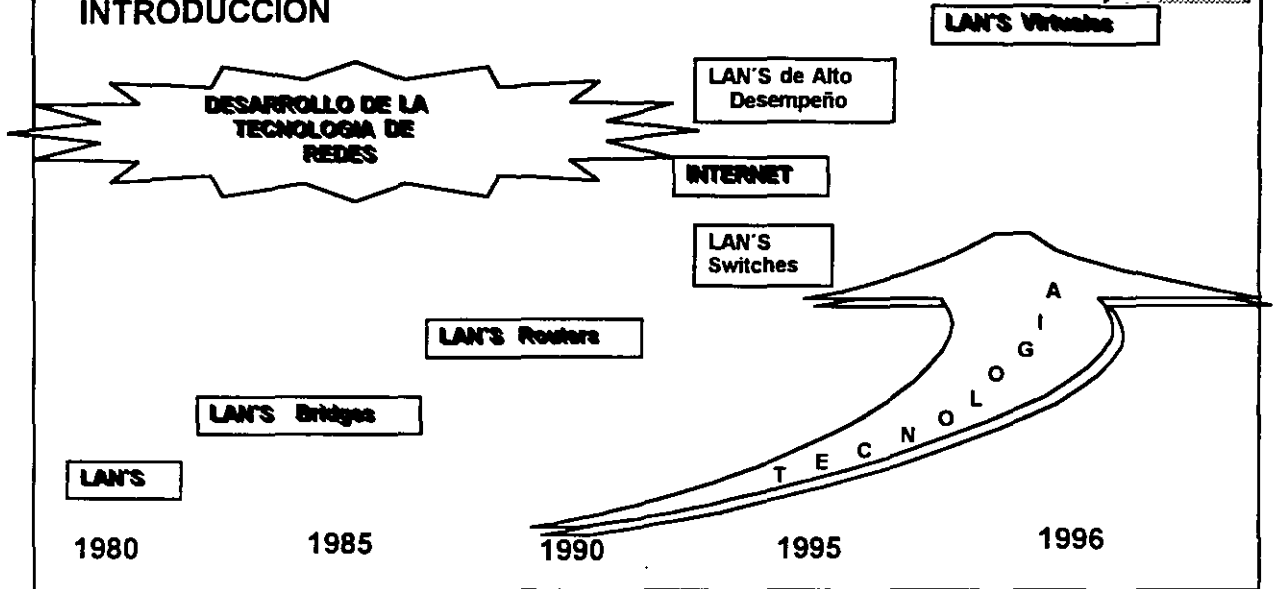 INTRODUCCION
LAN'S Virtuales
LAN´S de Alto
Desempeño
DESARROLLO DE LA
TECNOLOGIA DE
REDES
INTERNET
LAN´S
Switches
LAN'S Routers
LAN'S Bridges
LAN'S
TECNOLOGIA
1980 1985 1990 1995 1996